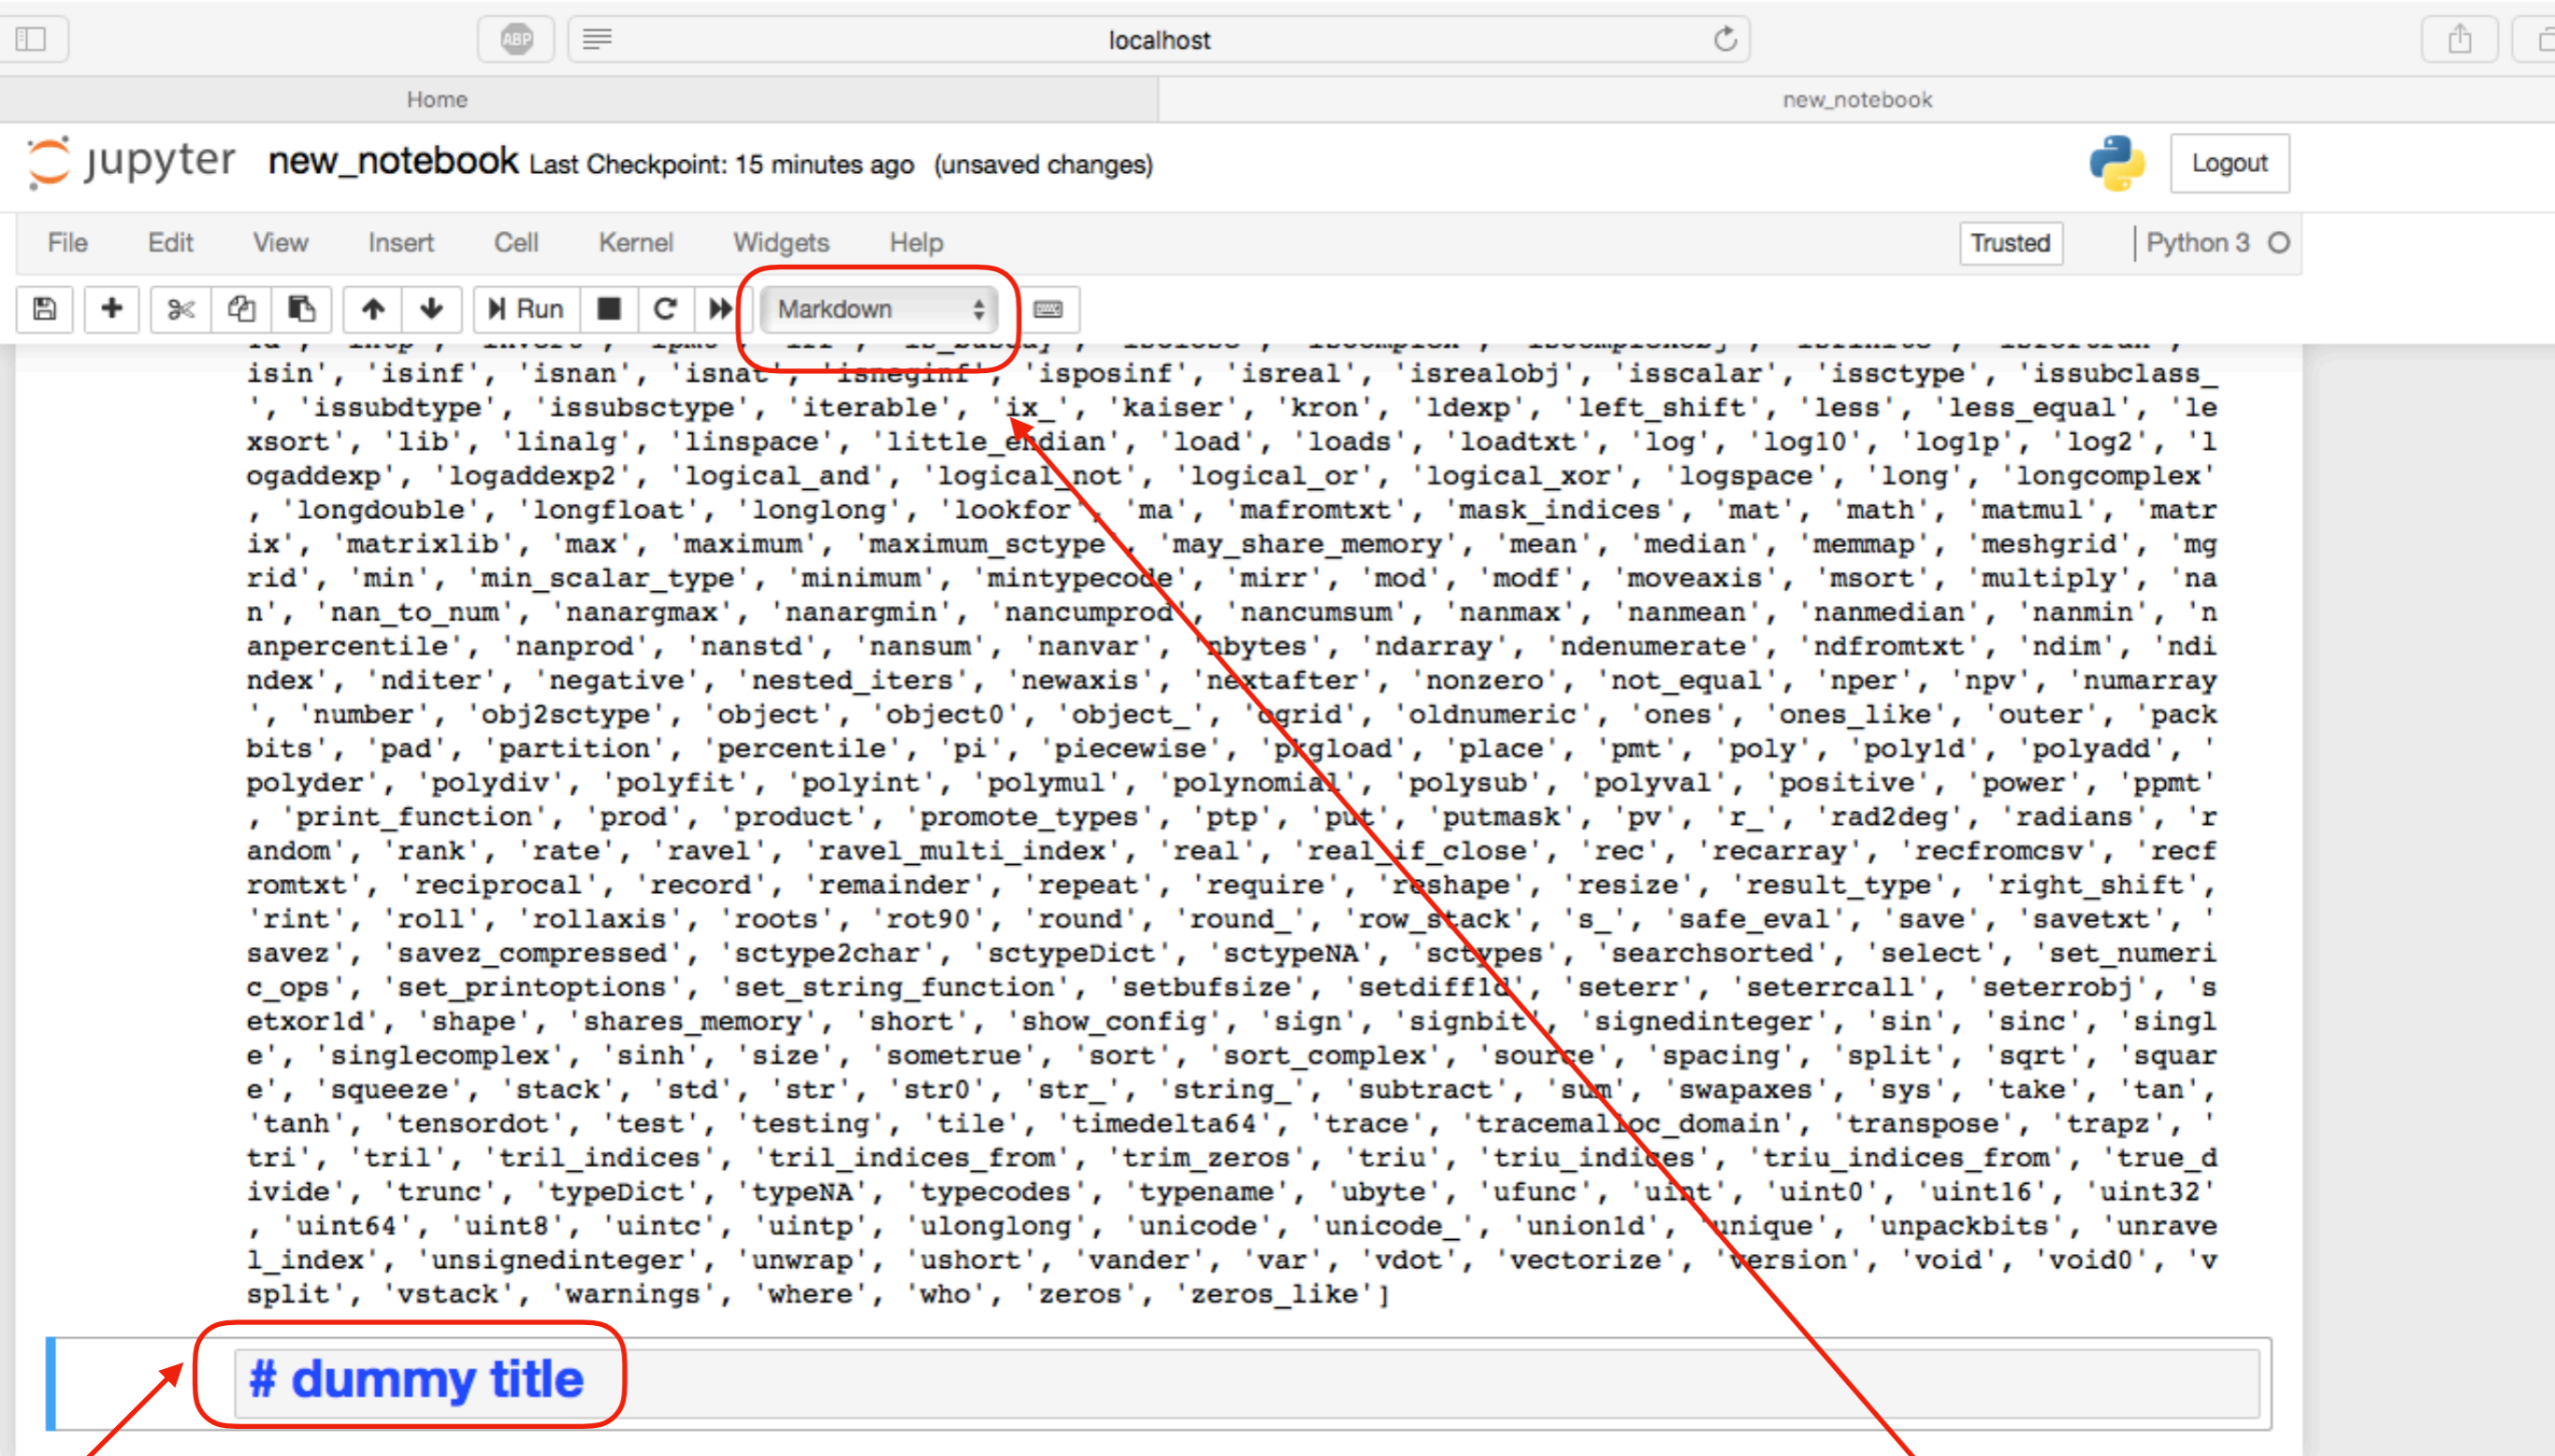 ABP
localhost
Home
new_notebook
jupyter new_notebook Last Checkpoint: 15 minutes ago (unsaved changes)
Logout
File Edit View Insert Cell Kernel Widgets Help
Trusted
Python 3
Run
Markdown
isin', 'isinf', 'isnan', 'isnat', 'isneginf', 'isposinf', 'isreal', 'isrealobj', 'isscalar', 'issctype', 'issubclass_
', 'issubdtype', 'issubsctype', 'iterable', 'ix_', 'kaiser', 'kron', 'ldexp', 'left_shift', 'less', 'less_equal', 'le
xsort', 'lib', 'linalg', 'linspace', 'little_endian', 'load', 'loads', 'loadtxt', 'log', 'log10', 'log1p', 'log2', 'l
ogaddexp', 'logaddexp2', 'logical_and', 'logical_not', 'logical_or', 'logical_xor', 'logspace', 'long', 'longcomplex'
, 'longdouble', 'longfloat', 'longlong', 'lookfor', 'ma', 'mafromtxt', 'mask_indices', 'mat', 'math', 'matmul', 'matr
ix', 'matrixlib', 'max', 'maximum', 'maximum_sctype', 'may_share_memory', 'mean', 'median', 'memmap', 'meshgrid', 'mg
rid', 'min', 'min_scalar_type', 'minimum', 'mintypecode', 'mirr', 'mod', 'modf', 'moveaxis', 'msort', 'multiply', 'na
n', 'nan_to_num', 'nanargmax', 'nanargmin', 'nancumprod', 'nancumsum', 'nanmax', 'nanmean', 'nanmedian', 'nanmin', 'n
anpercentile', 'nanprod', 'nanstd', 'nansum', 'nanvar', 'nbytes', 'ndarray', 'ndenumerate', 'ndfromtxt', 'ndim', 'ndi
ndex', 'nditer', 'negative', 'nested_iters', 'newaxis', 'nextafter', 'nonzero', 'not_equal', 'nper', 'npv', 'numarray
', 'number', 'obj2sctype', 'object', 'object0', 'object_', 'ogrid', 'oldnumeric', 'ones', 'ones_like', 'outer', 'pack
bits', 'pad', 'partition', 'percentile', 'pi', 'piecewise', 'pkgload', 'place', 'pmt', 'poly', 'poly1d', 'polyadd', '
polyder', 'polydiv', 'polyfit', 'polyint', 'polymul', 'polynomial', 'polysub', 'polyval', 'positive', 'power', 'ppmt'
, 'print_function', 'prod', 'product', 'promote_types', 'ptp', 'put', 'putmask', 'pv', 'r_', 'rad2deg', 'radians', 'r
andom', 'rank', 'rate', 'ravel', 'ravel_multi_index', 'real', 'real_if_close', 'rec', 'recarray', 'recfromcsv', 'recf
romtxt', 'reciprocal', 'record', 'remainder', 'repeat', 'require', 'reshape', 'resize', 'result_type', 'right_shift',
'rint', 'roll', 'rollaxis', 'roots', 'rot90', 'round', 'round_', 'row_stack', 's_', 'safe_eval', 'save', 'savetxt', '
savez', 'savez_compressed', 'sctype2char', 'sctypeDict', 'sctypeNA', 'sctypes', 'searchsorted', 'select', 'set_numeri
c_ops', 'set_printoptions', 'set_string_function', 'setbufsize', 'setdiff1d', 'seterr', 'seterrcall', 'seterrobj', 's
etxor1d', 'shape', 'shares_memory', 'short', 'show_config', 'sign', 'signbit', 'signedinteger', 'sin', 'sinc', 'singl
e', 'singlecomplex', 'sinh', 'size', 'sometrue', 'sort', 'sort_complex', 'source', 'spacing', 'split', 'sqrt', 'squar
e', 'squeeze', 'stack', 'std', 'str', 'str0', 'str_', 'string_', 'subtract', 'sum', 'swapaxes', 'sys', 'take', 'tan',
'tanh', 'tensordot', 'test', 'testing', 'tile', 'timedelta64', 'trace', 'tracemalloc_domain', 'transpose', 'trapz', '
tri', 'tril', 'tril_indices', 'tril_indices_from', 'trim_zeros', 'triu', 'triu_indices', 'triu_indices_from', 'true_d
ivide', 'trunc', 'typeDict', 'typeNA', 'typecodes', 'typename', 'ubyte', 'ufunc', 'uint', 'uint0', 'uint16', 'uint32'
, 'uint64', 'uint8', 'uintc', 'uintp', 'ulonglong', 'unicode', 'unicode_', 'union1d', 'unique', 'unpackbits', 'unrave
l_index', 'unsignedinteger', 'unwrap', 'ushort', 'vander', 'var', 'vdot', 'vectorize', 'version', 'void', 'void0', 'v
split', 'vstack', 'warnings', 'where', 'who', 'zeros', 'zeros_like']
# dummy title